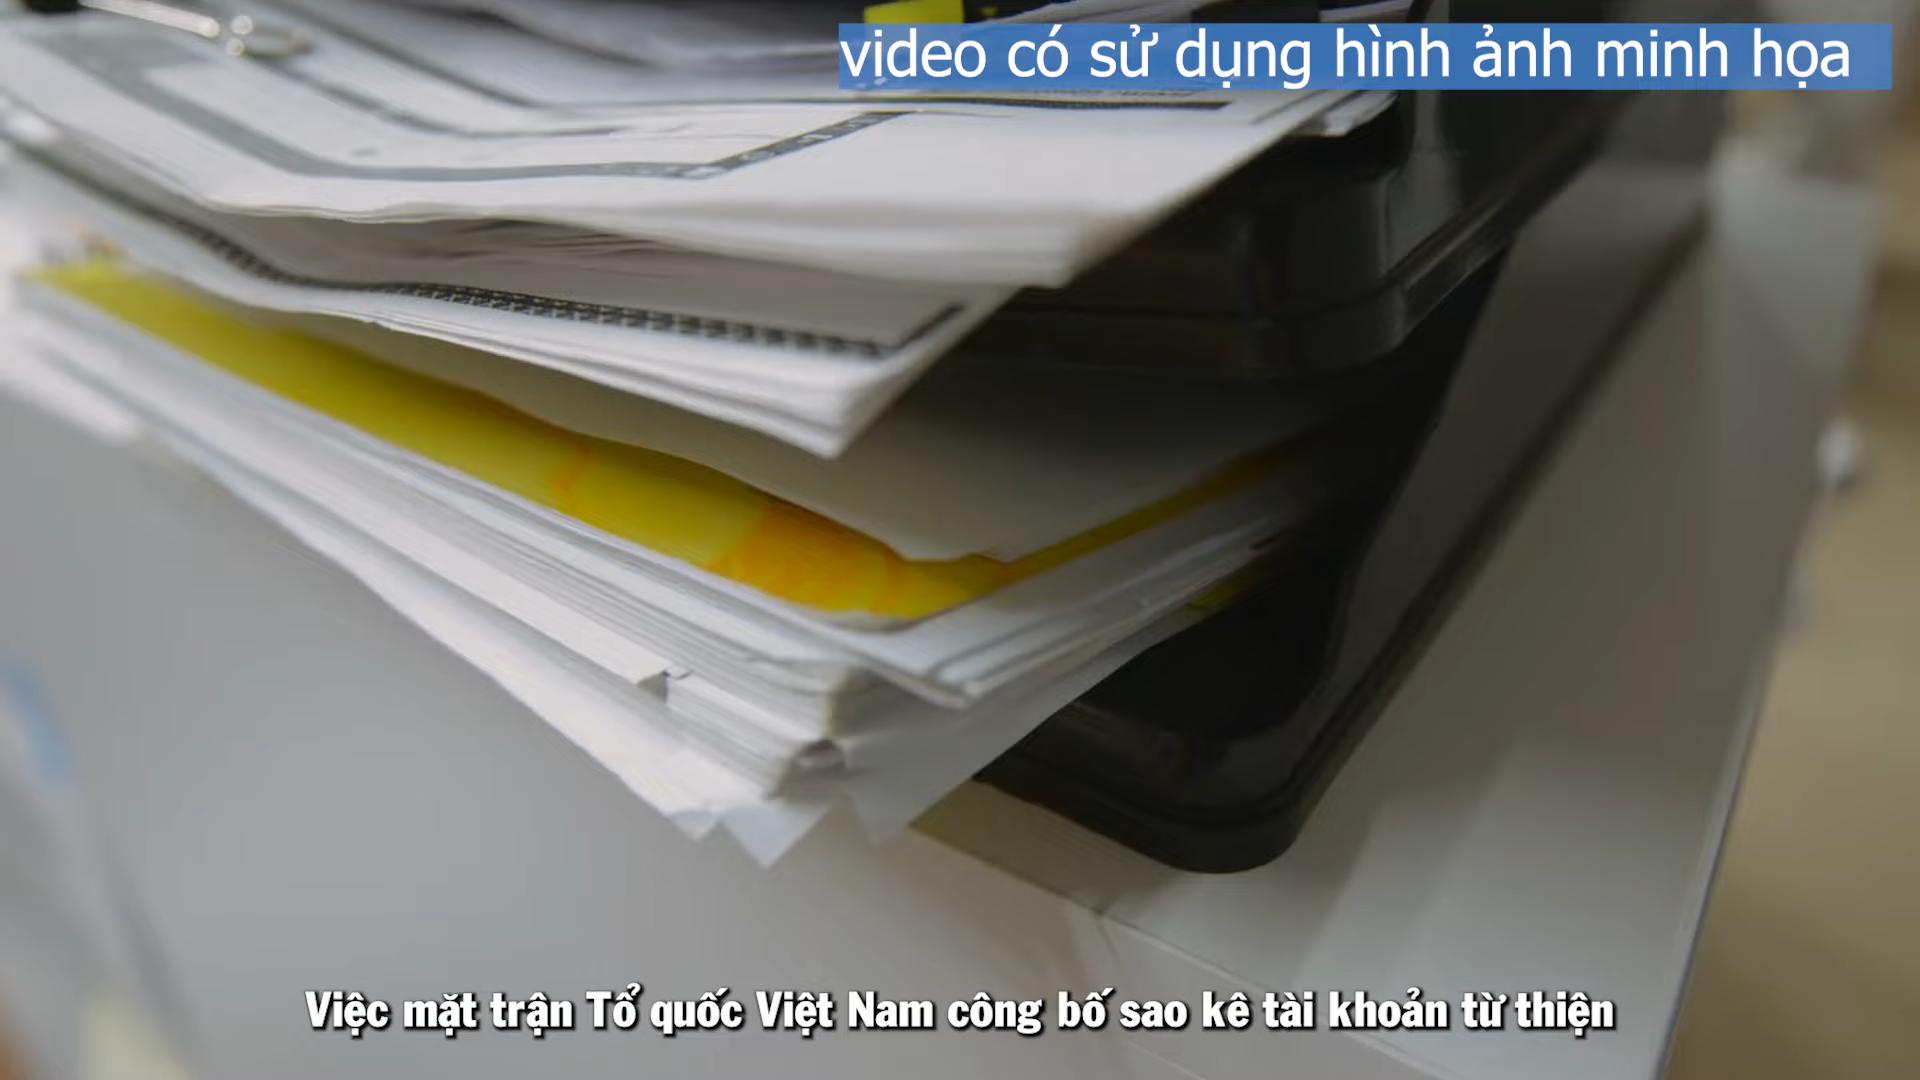 video có sử dụng hình ảnh minh họa
Việc mặt trận Tổ quốc Việt Nam công bố sao kê tài khoản từ thiện